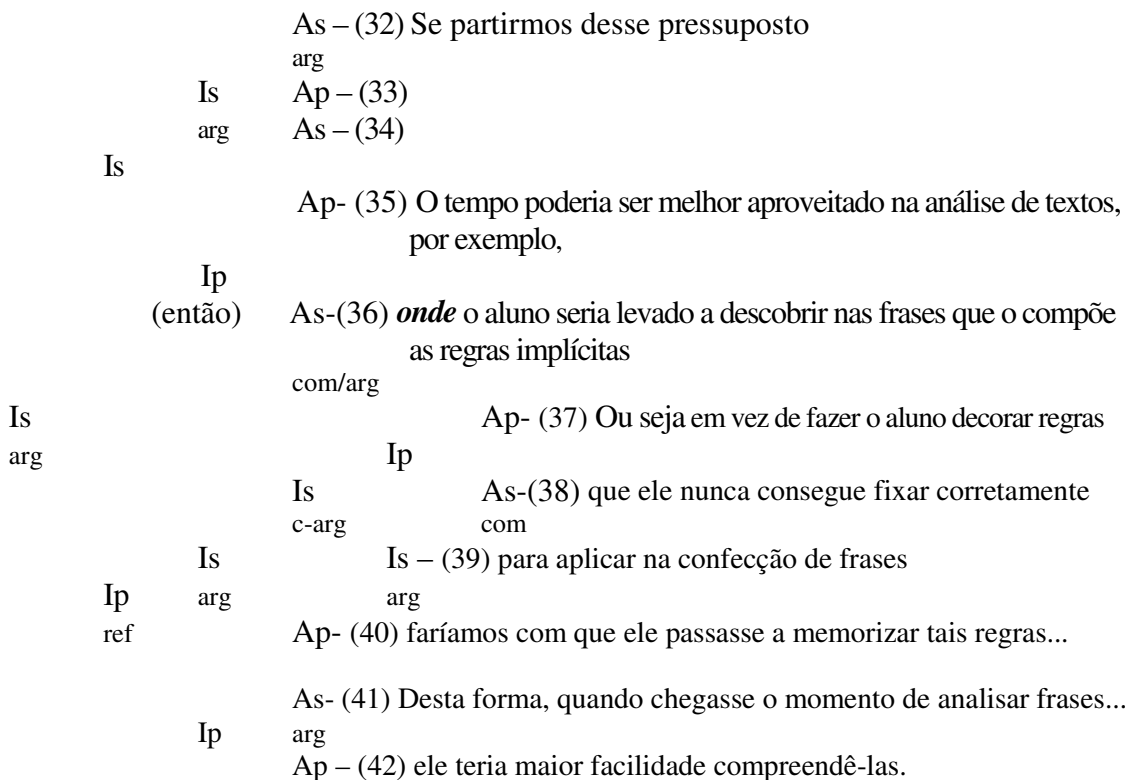 As – (32) Se partirmos desse pressuposto
arg
Is Ap – (33)
arg As – (34)
Is
Ap- (35) O tempo poderia ser melhor aproveitado na análise de textos,
por exemplo,
Ip
(então) As-(36) onde o aluno seria levado a descobrir nas frases que o compõe
as regras implícitas
com/arg
Is Ap- (37) Ou seja em vez de fazer o aluno decorar regras
arg Ip
Is As-(38) que ele nunca consegue fixar corretamente
c-arg com
Is Is – (39) para aplicar na confecção de frases
Ip arg arg
ref Ap- (40) faríamos com que ele passasse a memorizar tais regras...
As- (41) Desta forma, quando chegasse o momento de analisar frases...
Ip arg
Ap – (42) ele teria maior facilidade compreendê-las.